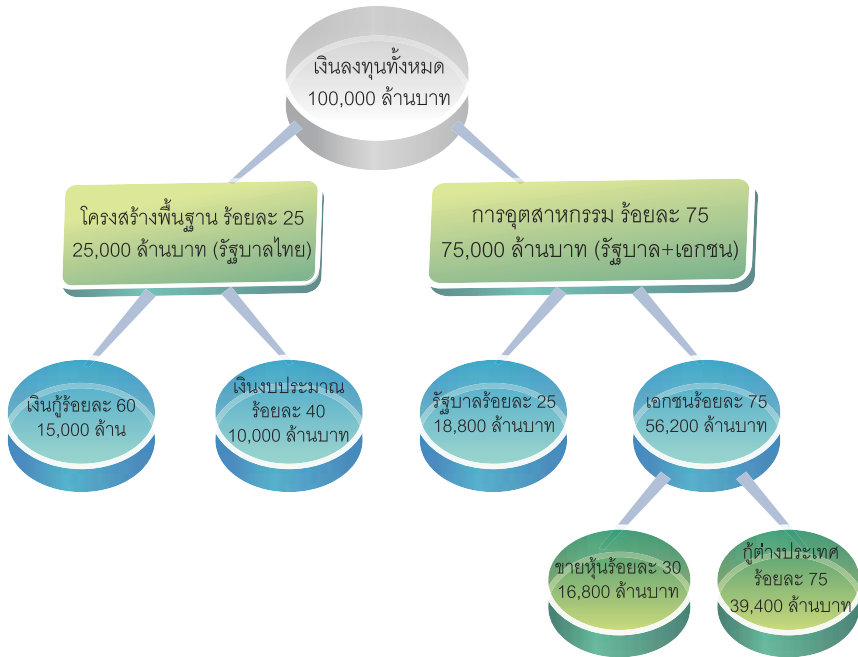 เงินลงทุนทั้งหมด
100,000 ล้านบาท
โครงสร้างพื้นฐาน ร้อยละ 25
25,000 ล้านบาท (รัฐบาลไทย)
การอุตสาหกรรม ร้อยละ 75
75,000 ล้านบาท (รัฐบาล+เอกชน)
เงินกู้ร้อยละ 60
15,000 ล้าน
เงินงบประมาณ
ร้อยละ 40
10,000 ล้านบาท
รัฐบาลร้อยละ 25
18,800 ล้านบาท
เอกชนร้อยละ 75
56,200 ล้านบาท
ขายหุ้นร้อยละ 30
16,800 ล้านบาท
กู้ต่างประเทศ
ร้อยละ 75
39,400 ล้านบาท